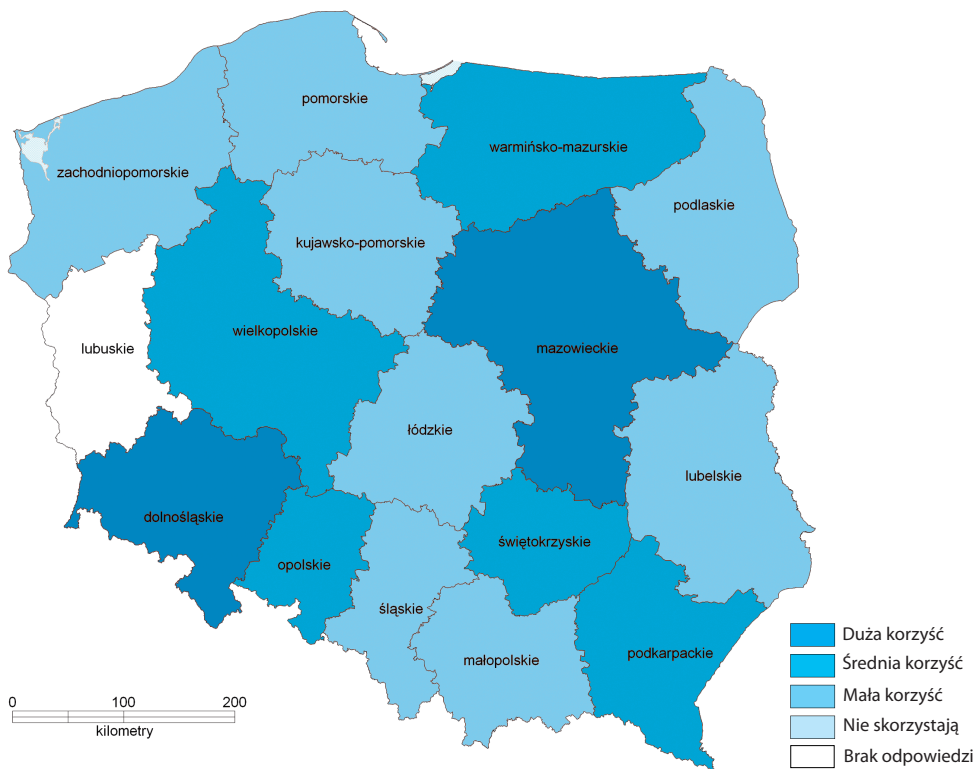 pomorskie
warmińsko-mazurskie
zachodniopomorskie
podlaskie
kujawsko-pomorskie
wielkopolskie
lubuskie
mazowieckie
łódzkie
lubelskie
dolnośląskie
świętokrzyskie
opolskie
śląskie
małopolskie
podkarpackie
Duża korzyść
Średnia korzyść
Mała korzyść
Nie skorzystają
Brak odpowiedzi
0 100 200
kilometry